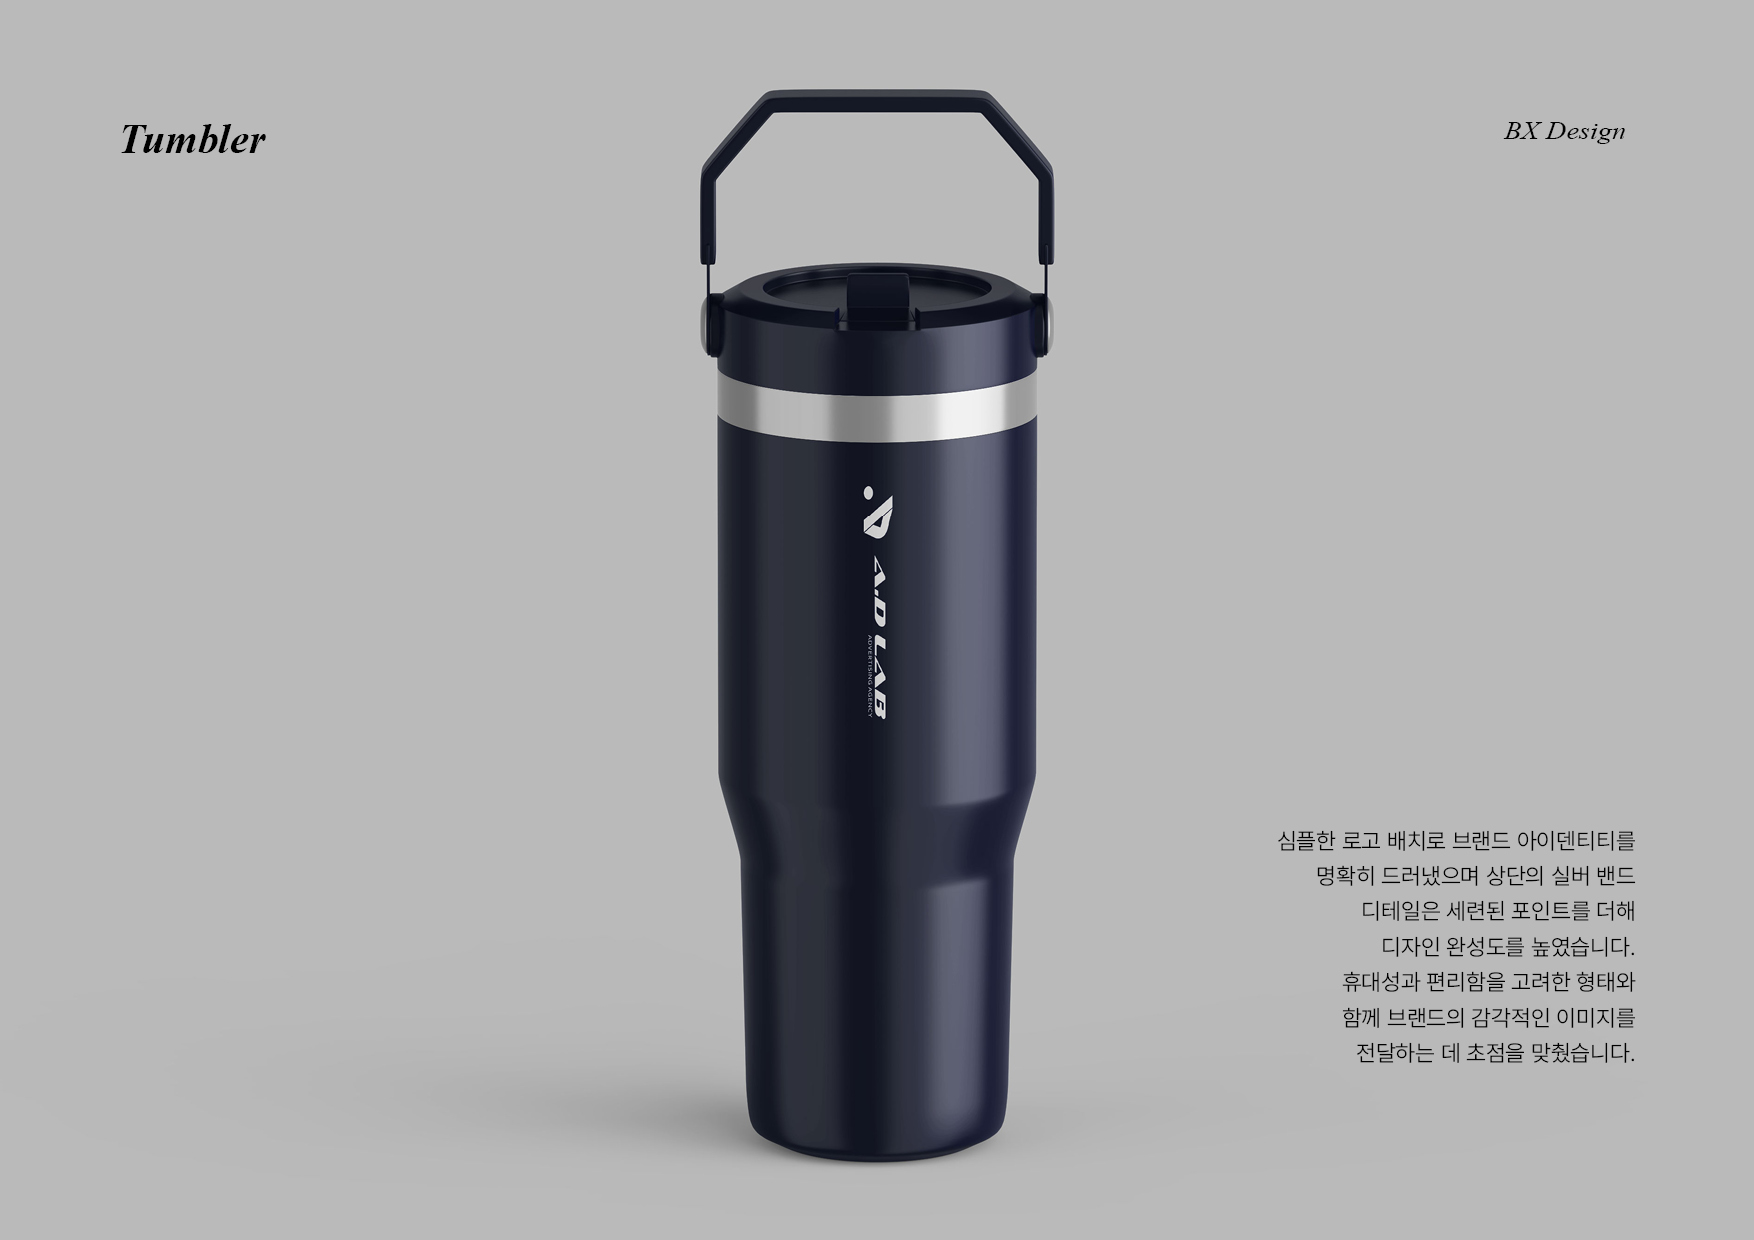 Tumbler
BX Design
A.D LAB
ADVERTISING AGENCY
심플한 로고 배치로 브랜드 아이덴티티를
명확히 드러냈으며 상단의 실버 밴드
디테일은 세련된 포인트를 더해
디자인 완성도를 높였습니다.
휴대성과 편리함을 고려한 형태와
함께 브랜드의 감각적인 이미지를
전달하는 데 초점을 맞췄습니다.